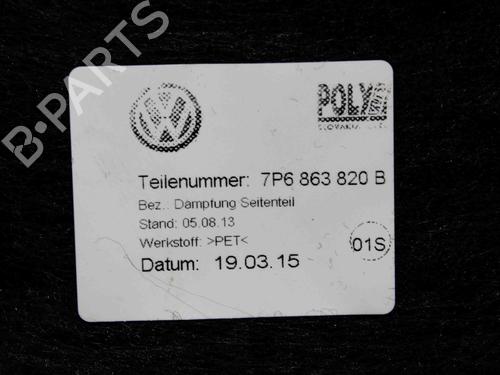 B-PARTS
POLY
Teilenummer: 7P6 863 820 B
Bez.: Dämpfung Seitenteil
Stand: 05.08.13
Werkstoff: >PET<
01S
Datum: 19.03.15